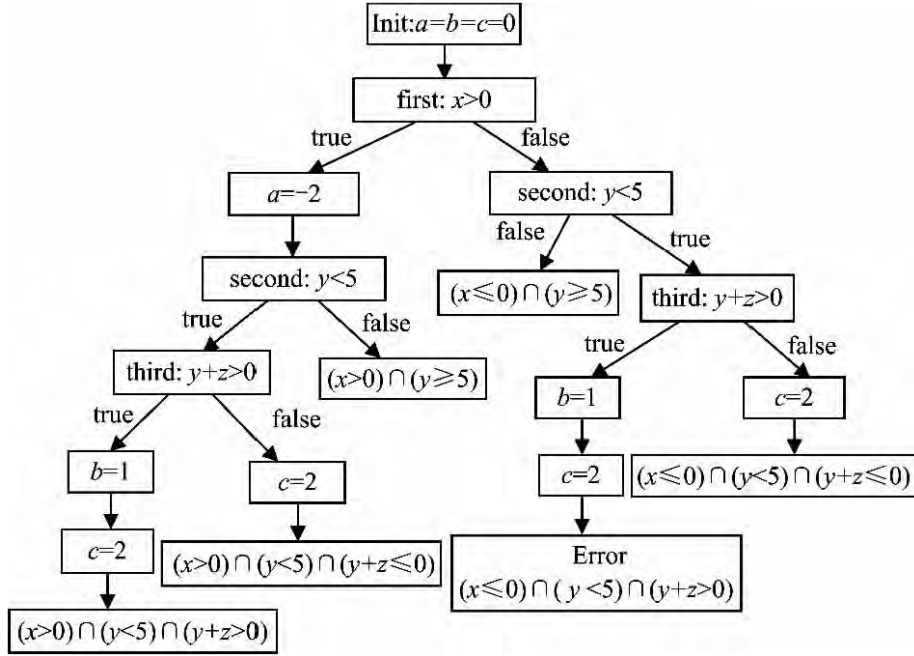 Init:a=b=c=0
first: x>0
true
false
a=−2
second: y<5
false
true
second: y<5
(x≤0)∩(y≥5)
third: y+z>0
true
false
true
false
third: y+z>0
(x>0)∩(y≥5)
b=1
c=2
true
false
b=1
c=2
c=2
(x≤0)∩(y<5)∩(y+z≤0)
c=2
(x>0)∩(y<5)∩(y+z≤0)
Error
(x≤0)∩( y <5)∩(y+z>0)
(x>0)∩(y<5)∩(y+z>0)